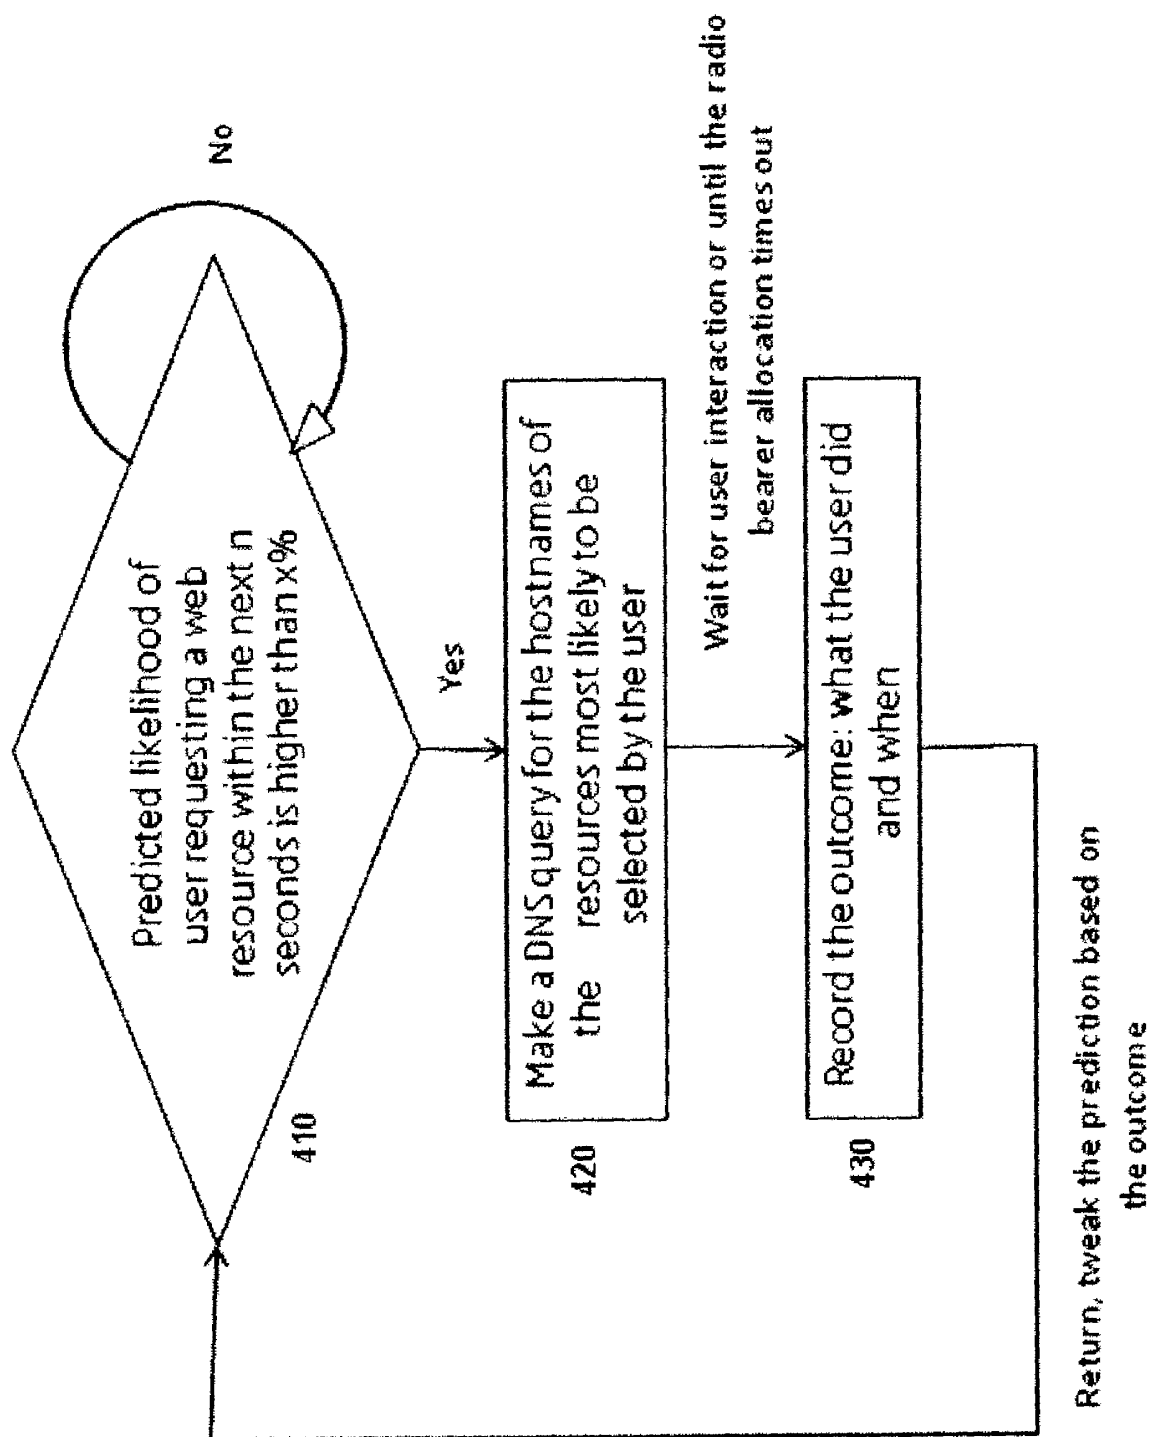 Predicted likelihood of
user requesting a web
resource within the next n
seconds is higher than x%
No
410
Yes
Make a DNS query for the hostnames of
the resources most likely to be
selected by the user
420
Wait for user interaction or until the radio
bearer allocation times out
Record the outcome: what the user did
and when
430
Return, tweak the prediction based on
the outcome